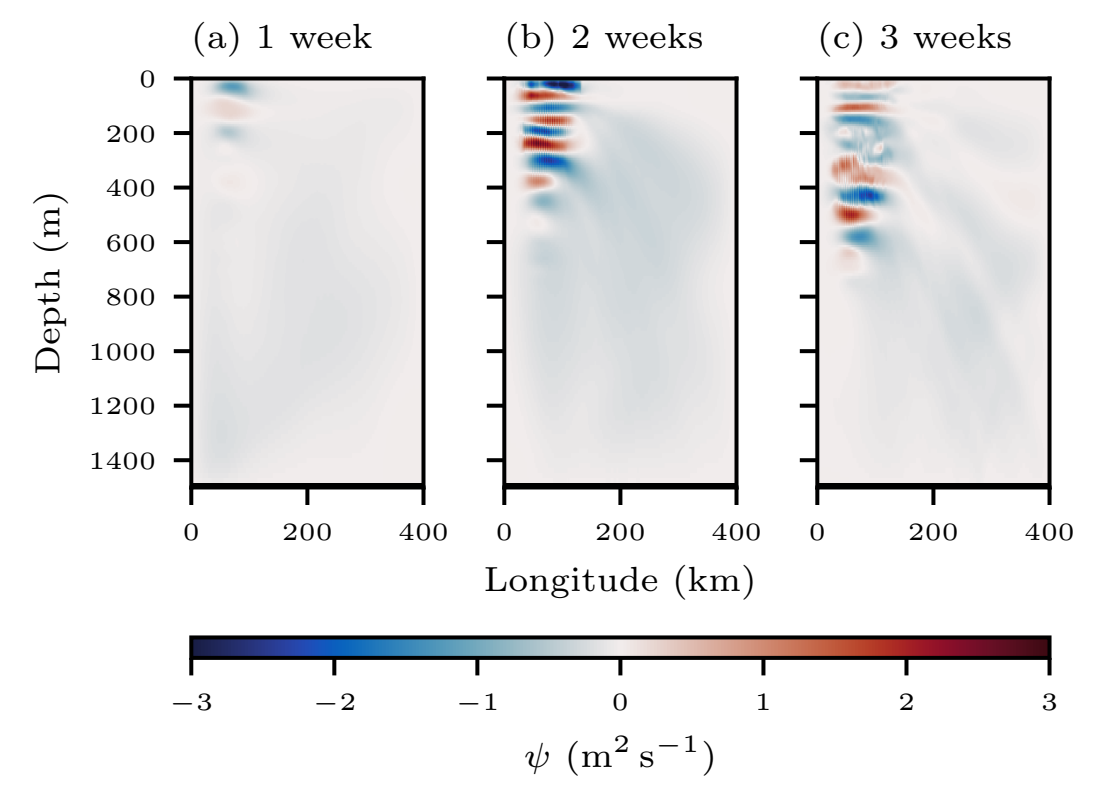 (a) 1 week (b) 2 weeks (c) 3 weeks
0
200
400
600
800
1000
1200
1400
Depth (m)
0 200 400 0 200 400 0 200 400
Longitude (km)
−3 −2 −1 0 1 2 3
ψ (m² s⁻¹)